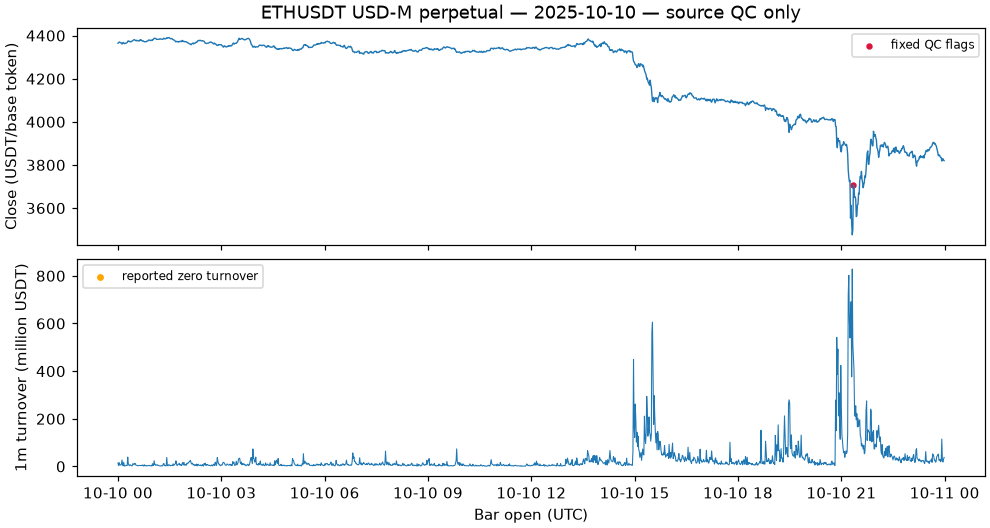 ETHUSDT USD-M perpetual — 2025-10-10 — source QC only
4400
4200
4000
3800
3600
Close (USDT/base token)
fixed QC flags
800
600
400
200
0
1m turnover (million USDT)
reported zero turnover
10-10 00 10-10 03 10-10 06 10-10 09 10-10 12 10-10 15 10-10 18 10-10 21 10-11 00
Bar open (UTC)